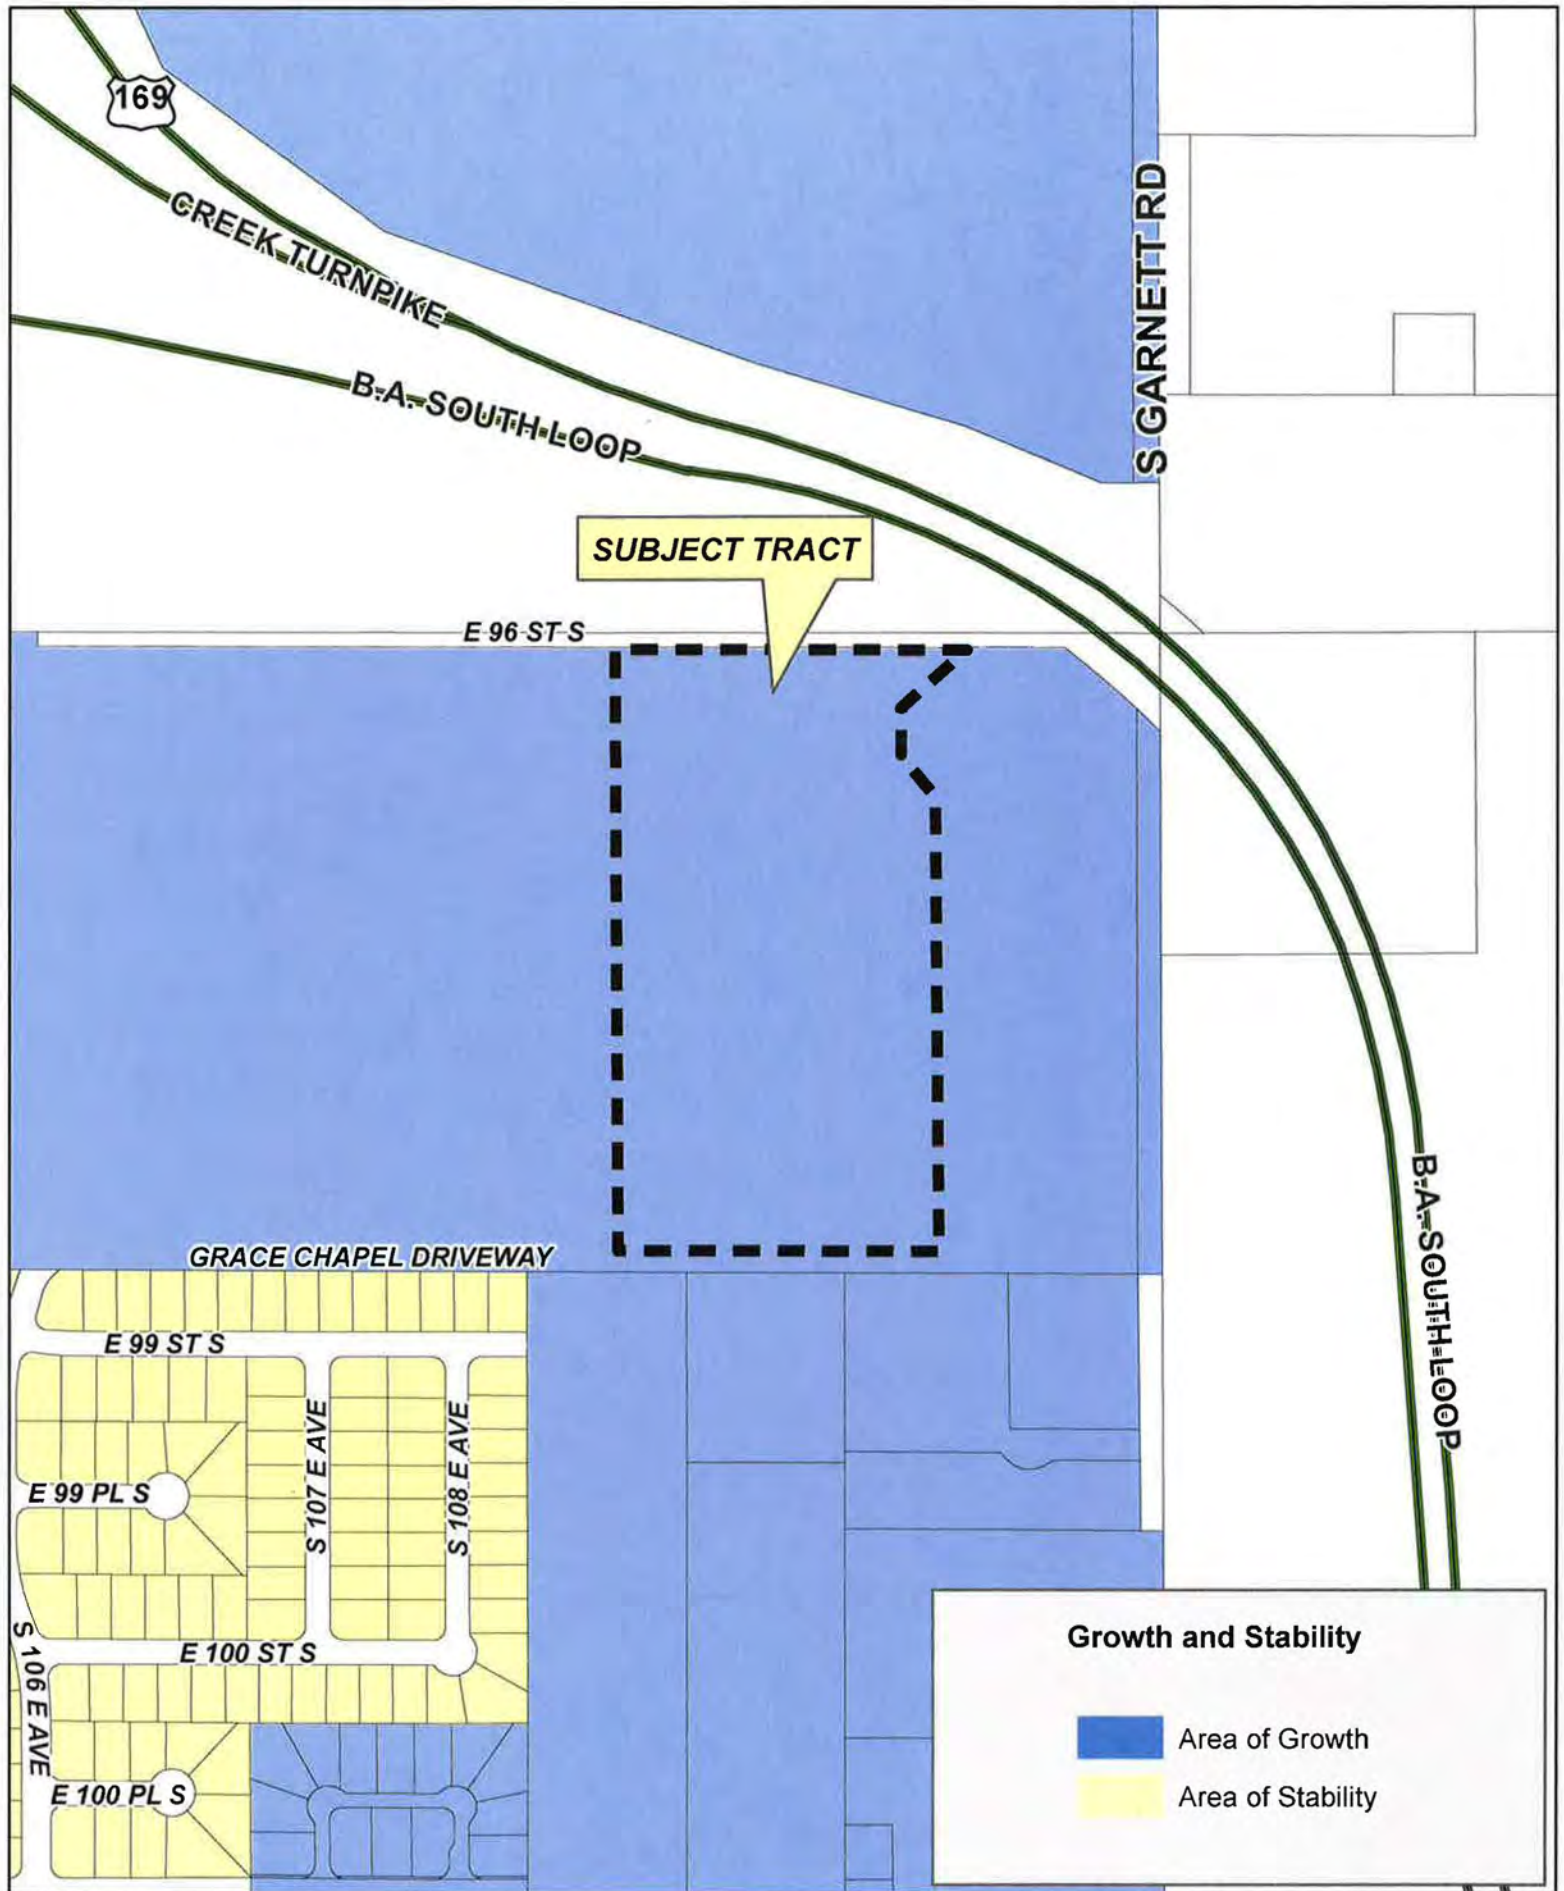 169
CREEK TURNPIKE
S GARNETT RD
B.A. SOUTH LOOP
SUBJECT TRACT
E 96 ST S
B.A. SOUTH LOOP
GRACE CHAPEL DRIVEWAY
E 99 ST S
S 107 E AVE
S 108 E AVE
E 99 PL S
S 106 E AVE
E 100 ST S
E 100 PL S
Growth and Stability
Area of Growth
Area of Stability